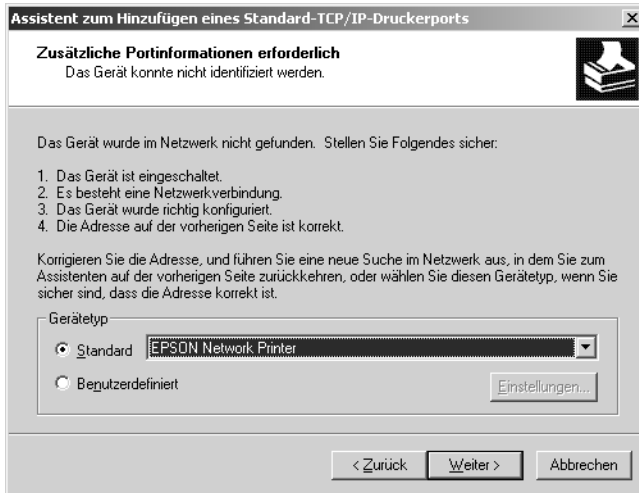 Assistent zum Hinzufügen eines Standard-TCP/IP-Druckerports
Zusätzliche Portinformationen erforderlich
Das Gerät konnte nicht identifiziert werden.
Das Gerät wurde im Netzwerk nicht gefunden. Stellen Sie Folgendes sicher:
1. Das Gerät ist eingeschaltet.
2. Es besteht eine Netzwerkverbindung.
3. Das Gerät wurde richtig konfiguriert.
4. Die Adresse auf der vorherigen Seite ist korrekt.
Korrigieren Sie die Adresse, und führen Sie eine neue Suche im Netzwerk aus, in dem Sie zum
Assistenten auf der vorherigen Seite zurückkehren, oder wählen Sie diesen Gerätetyp, wenn Sie
sicher sind, dass die Adresse korrekt ist.
Gerätetyp
Standard EPSON Network Printer
Benutzerdefiniert Einstellungen...
< Zurück Weiter > Abbrechen